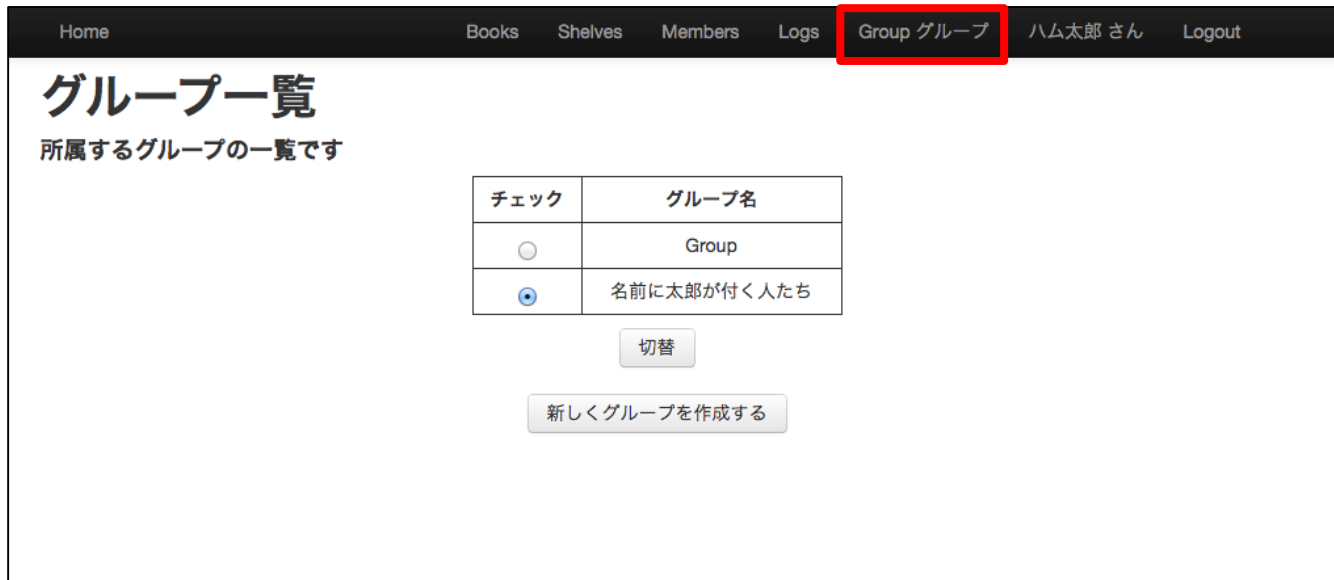 Home Books Shelves Members Logs Group グループ ハム太郎 さん Logout
グループ一覧
所属するグループの一覧です
チェック グループ名
Group
名前に太郎が付く人たち
切替
新しくグループを作成する